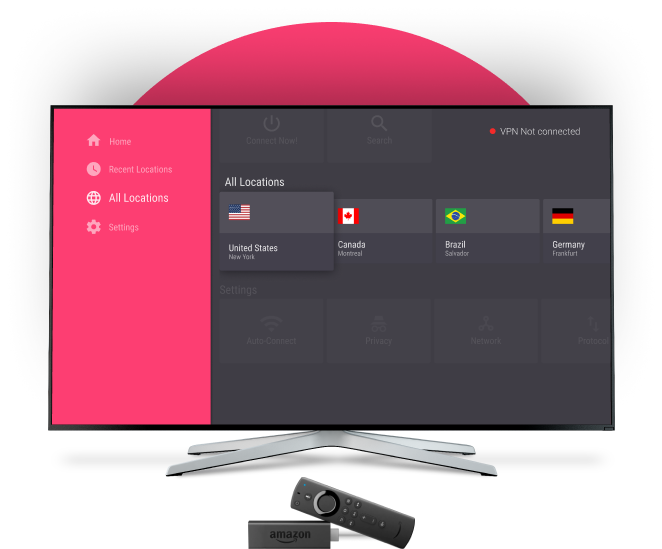 Home
Recent Locations
All Locations
Settings
Connect Now!
Search
VPN Not connected
All Locations
United States
New York
Canada
Montreal
Brazil
Salvador
Germany
Frankfurt
Settings
Auto-Connect
Privacy
Network
Protocol
amazon